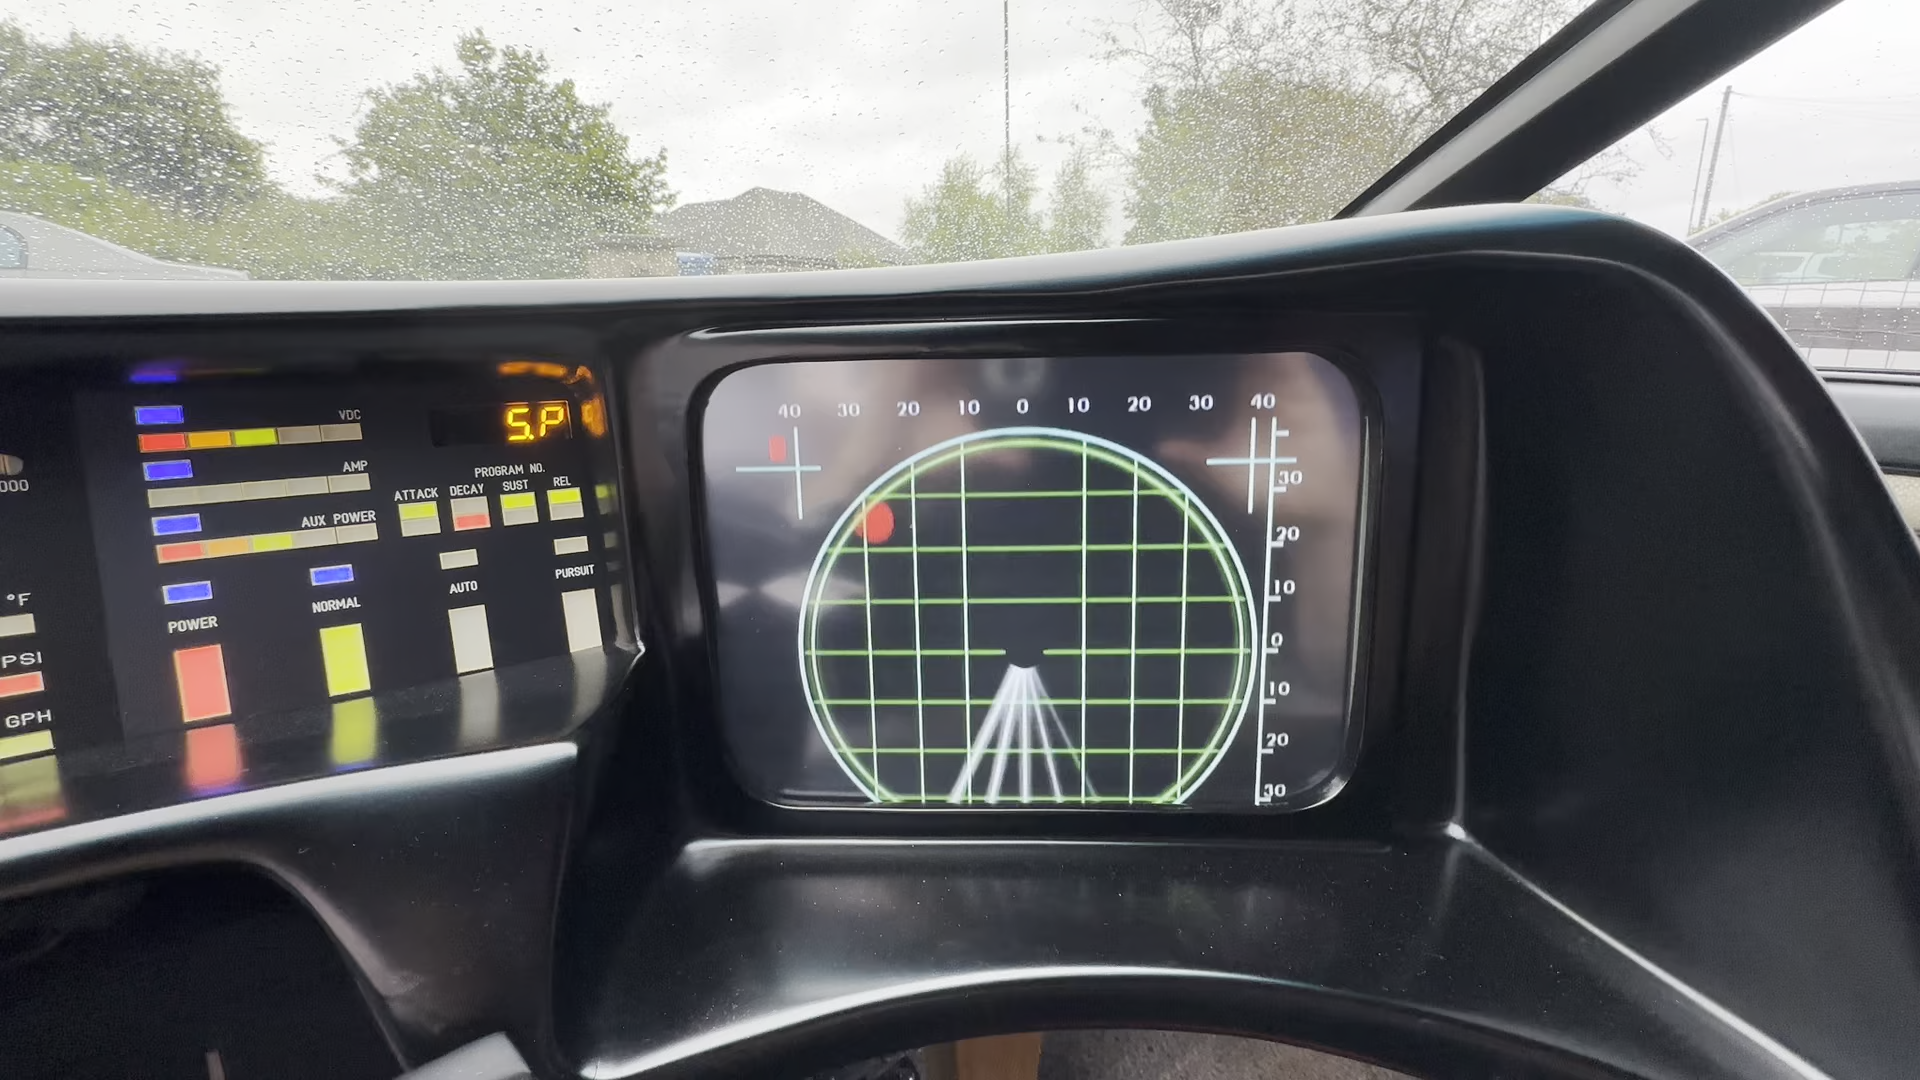 000
°F
PSI
GPH
VDC
AMP
AUX POWER
POWER
NORMAL
S.P
PROGRAM NO.
ATTACK DECAY SUST REL
AUTO
PURSUIT
40 30 20 10 0 10 20 30 40
30
20
10
0
10
20
30